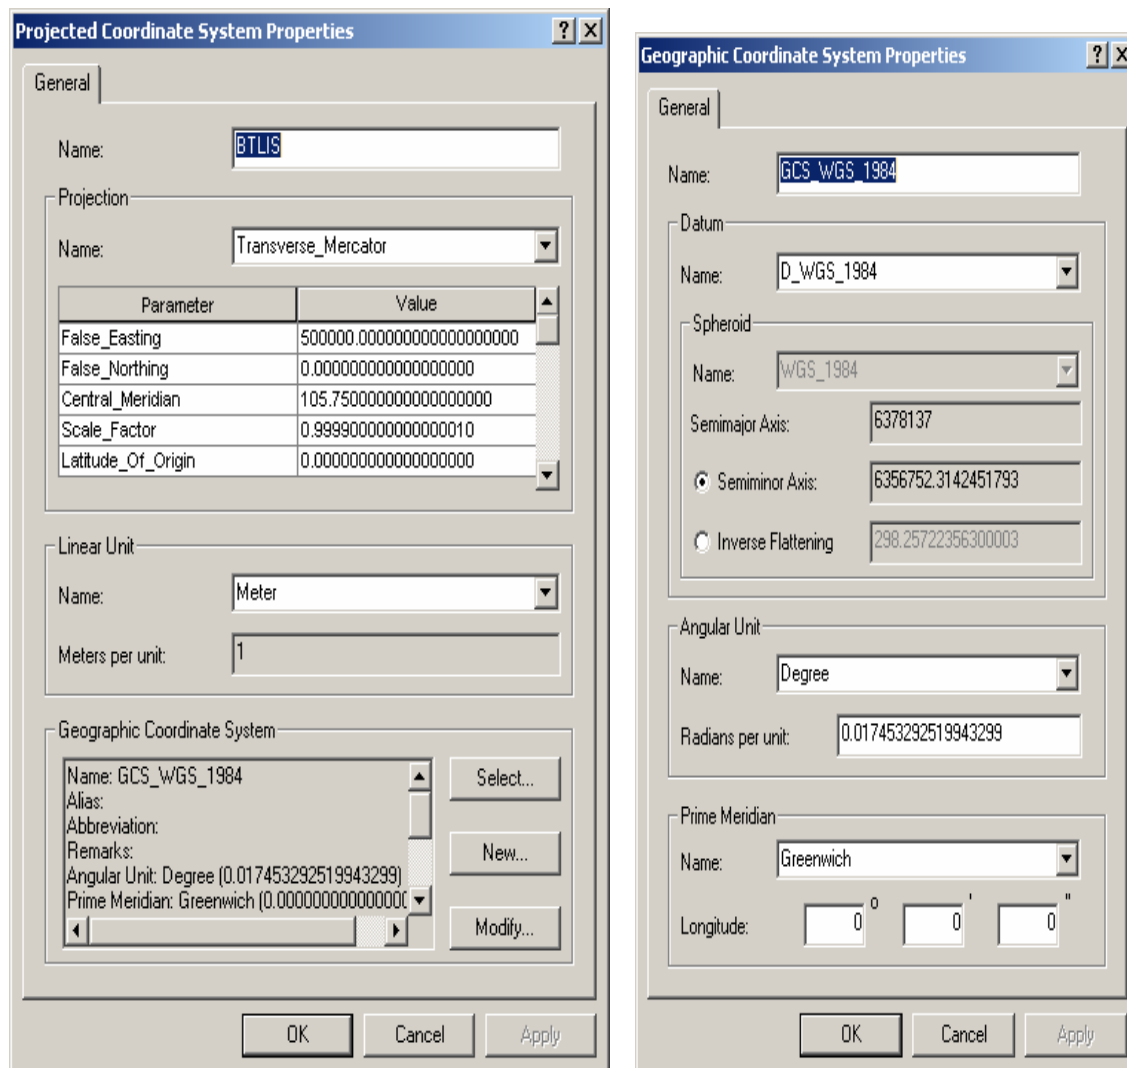 Projected Coordinate System Properties
General
Name: BTLIS
Projection
Name: Transverse_Mercator
Parameter Value
False_Easting 500000.000000000000000000
False_Northing 0.000000000000000000
Central_Meridian 105.750000000000000000
Scale_Factor 0.999900000000000010
Latitude_Of_Origin 0.000000000000000000
Linear Unit
Name: Meter
Meters per unit: 1
Geographic Coordinate System
Name: GCS_WGS_1984
Alias:
Abbreviation:
Remarks:
Angular Unit: Degree (0.017453292519943299)
Prime Meridian: Greenwich (0.000000000000000
Select...
New...
Modify...
OK Cancel Apply
Geographic Coordinate System Properties
General
Name: GCS_WGS_1984
Datum
Name: D_WGS_1984
Spheroid
Name: WGS_1984
Semimajor Axis: 6378137
Semiminor Axis: 6356752.3142451793
Inverse Flattening 298.25722356300003
Angular Unit
Name: Degree
Radians per unit: 0.017453292519943299
Prime Meridian
Name: Greenwich
Longitude: 0 ° 0 ' 0 "
OK Cancel Apply